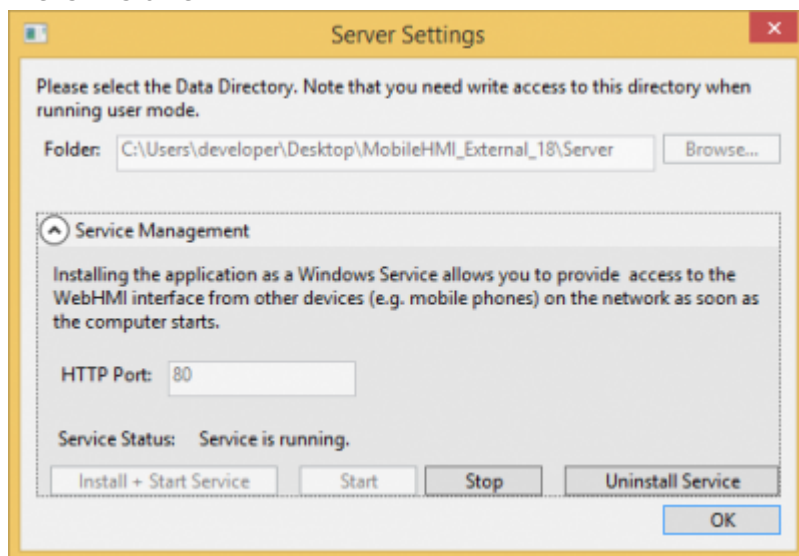 Server Settings
Please select the Data Directory. Note that you need write access to this directory when
running user mode.
Folder: C:\Users\developer\Desktop\MobileHMI_External_18\Server Browse...
Service Management
Installing the application as a Windows Service allows you to provide access to the
WebHMI interface from other devices (e.g. mobile phones) on the network as soon as
the computer starts.
HTTP Port: 80
Service Status: Service is running.
Install + Start Service Start Stop Uninstall Service
OK